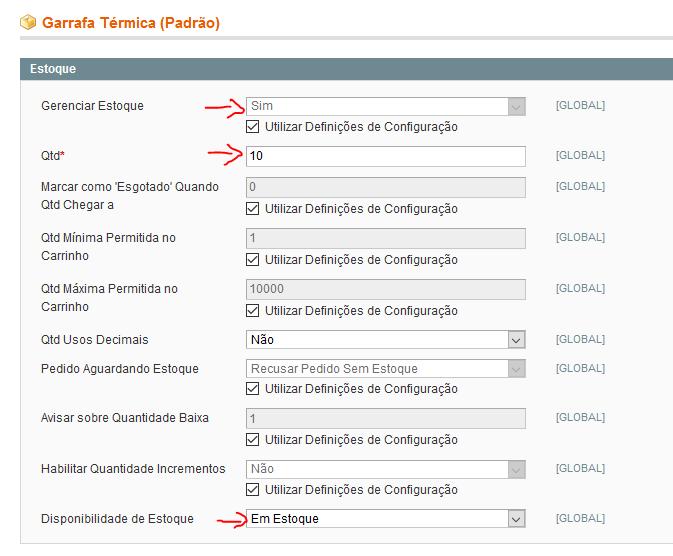 Garrafa Térmica (Padrão)
Estoque
Gerenciar Estoque Sim [GLOBAL]
Utilizar Definições de Configuração
Qtd* 10 [GLOBAL]
Marcar como 'Esgotado' Quando 0 [GLOBAL]
Qtd Chegar a Utilizar Definições de Configuração
Qtd Mínima Permitida no 1 [GLOBAL]
Carrinho Utilizar Definições de Configuração
Qtd Máxima Permitida no 10000 [GLOBAL]
Carrinho Utilizar Definições de Configuração
Qtd Usos Decimais Não [GLOBAL]
Pedido Aguardando Estoque Recusar Pedido Sem Estoque [GLOBAL]
Utilizar Definições de Configuração
Avisar sobre Quantidade Baixa 1 [GLOBAL]
Utilizar Definições de Configuração
Habilitar Quantidade Incrementos Não [GLOBAL]
Utilizar Definições de Configuração
Disponibilidade de Estoque Em Estoque [GLOBAL]